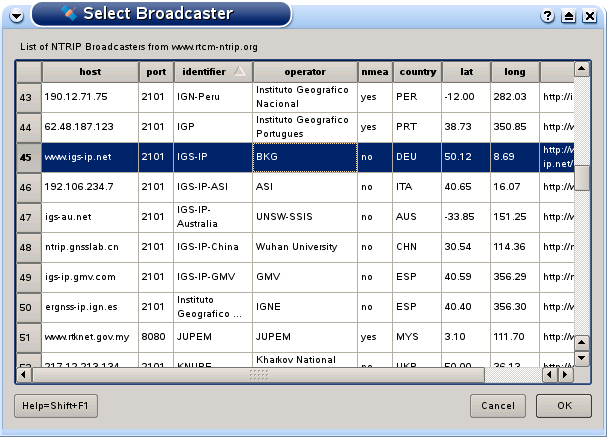 Select Broadcaster
List of NTRIP Broadcasters from www.rtcm-ntrip.org
host port identifier operator nmea country lat long
43 190.12.71.75 2101 IGN-Peru Instituto Geografico Nacional yes PER -12.00 282.03 http://i
44 62.48.187.123 2101 IGP Instituto Geografico Portugues yes PRT 38.73 350.85 http://w
45 www.igs-ip.net 2101 IGS-IP BKG no DEU 50.12 8.69 http://w ip.net/
46 192.106.234.7 2101 IGS-IP-ASI ASI no ITA 40.65 16.07 http://w
47 igs-au.net 2101 IGS-IP-Australia UNSW-SSIS no AUS -33.85 151.25 http://w
48 ntrip.gnsslab.cn 2101 IGS-IP-China Wuhan University no CHN 30.54 114.36 http://n
49 igs-ip.gmv.com 2101 IGS-IP-GMV GMV no ESP 40.59 356.29 http://w
50 ergnss-ip.ign.es 2101 Instituto Geografico ... IGNE no ESP 40.40 356.30 http://w
51 www.rtknet.gov.my 8080 JUPEM JUPEM yes MYS 3.10 111.70 http://w
52 217.12.213.134 2101 KNURE Kharkov National no UKR 50.00 36.13 http://
Help=Shift+F1 Cancel OK